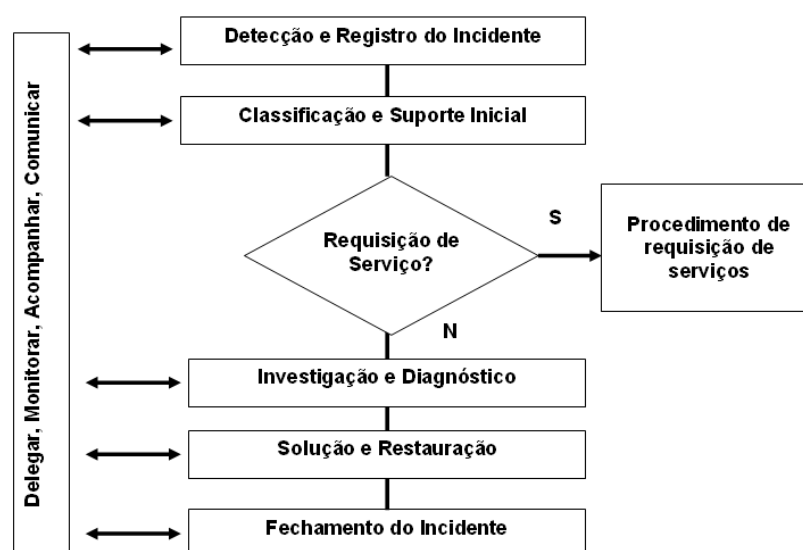 Detecção e Registro do Incidente
Classificação e Suporte Inicial
Delegar, Monitorar, Acompanhar, Comunicar
Requisição de
Serviço?
S
Procedimento de
requisição de
serviços
N
Investigação e Diagnóstico
Solução e Restauração
Fechamento do Incidente